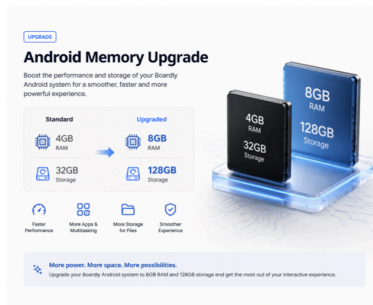 UPGRADE
Android Memory Upgrade
Boost the performance and storage of your Boardly
Android system for a smoother, faster and more
powerful experience.
Standard
Upgraded
4GB
RAM
8GB
RAM
32GB
Storage
128GB
Storage
Faster
Performance
More Apps &
Multitasking
More Storage
for Files
Smoother
Experience
4GB
RAM
32GB
Storage
8GB
RAM
128GB
Storage
More power. More space. More possibilities.
Upgrade your Boardly Android system to 8GB RAM and 128GB storage and get the most out of your interactive experience.